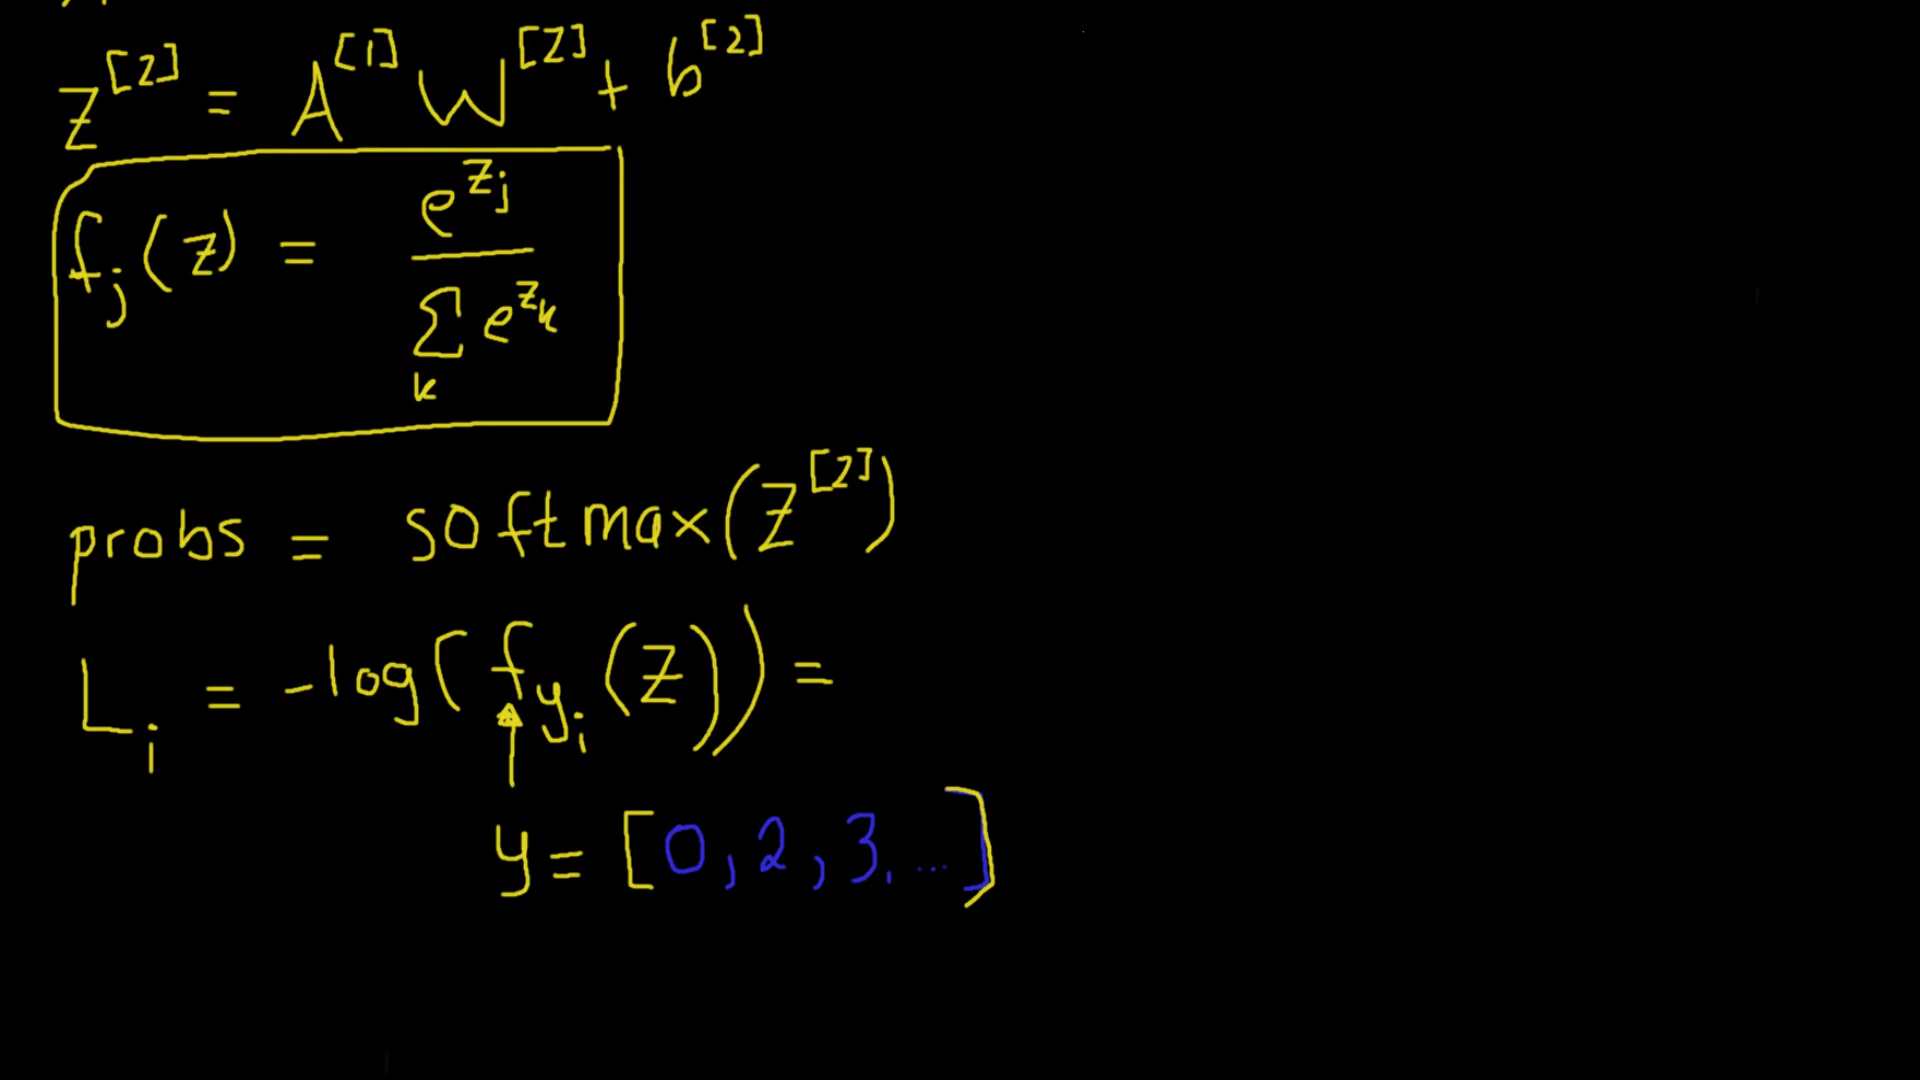 Z^[2] = A^[1] W^[2] + b^[2]
f_j(z) = e^{z_j} / Σ_k e^{z_k}
probs = softmax(Z^[2])
L_i = -log(f_{y_i}(Z)) =
y = [0, 2, 3, ...]